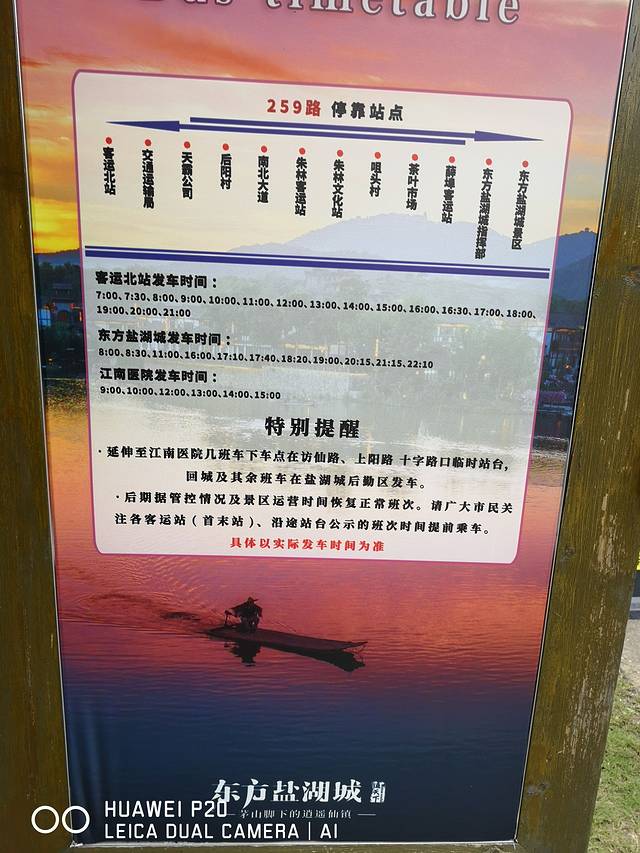 Bus timetable
259路 停靠站点
客运北站
交通运输局
天霸公司
后阳村
南北大道
朱林客运站
朱林文化站
咀头村
茶叶市场
薛埠客运站
东方盐湖城指挥部
东方盐湖城景区
客运北站发车时间：
7:00、7:30、8:00、9:00、10:00、11:00、12:00、13:00、14:00、15:00、16:00、16:30、17:00、18:00、
19:00、20:00、21:00
东方盐湖城发车时间：
8:00、8:30、11:00、16:00、17:10、17:40、18:20、19:00、20:15、21:15、22:10
江南医院发车时间：
9:00、10:00、12:00、13:00、14:00、15:00
特别提醒
·延伸至江南医院几班车下车点在访仙路、上阳路 十字路口临时站台，
回城及其余班车在盐湖城后勤区发车。
·后期据管控情况及景区运营时间恢复正常班次。请广大市民关
注各客运站（首末站）、沿途站台公示的班次时间提前乘车。
具体以实际发车时间为准
东方盐湖城
茅山脚下的逍遥仙镇
HUAWEI P20
LEICA DUAL CAMERA | AI